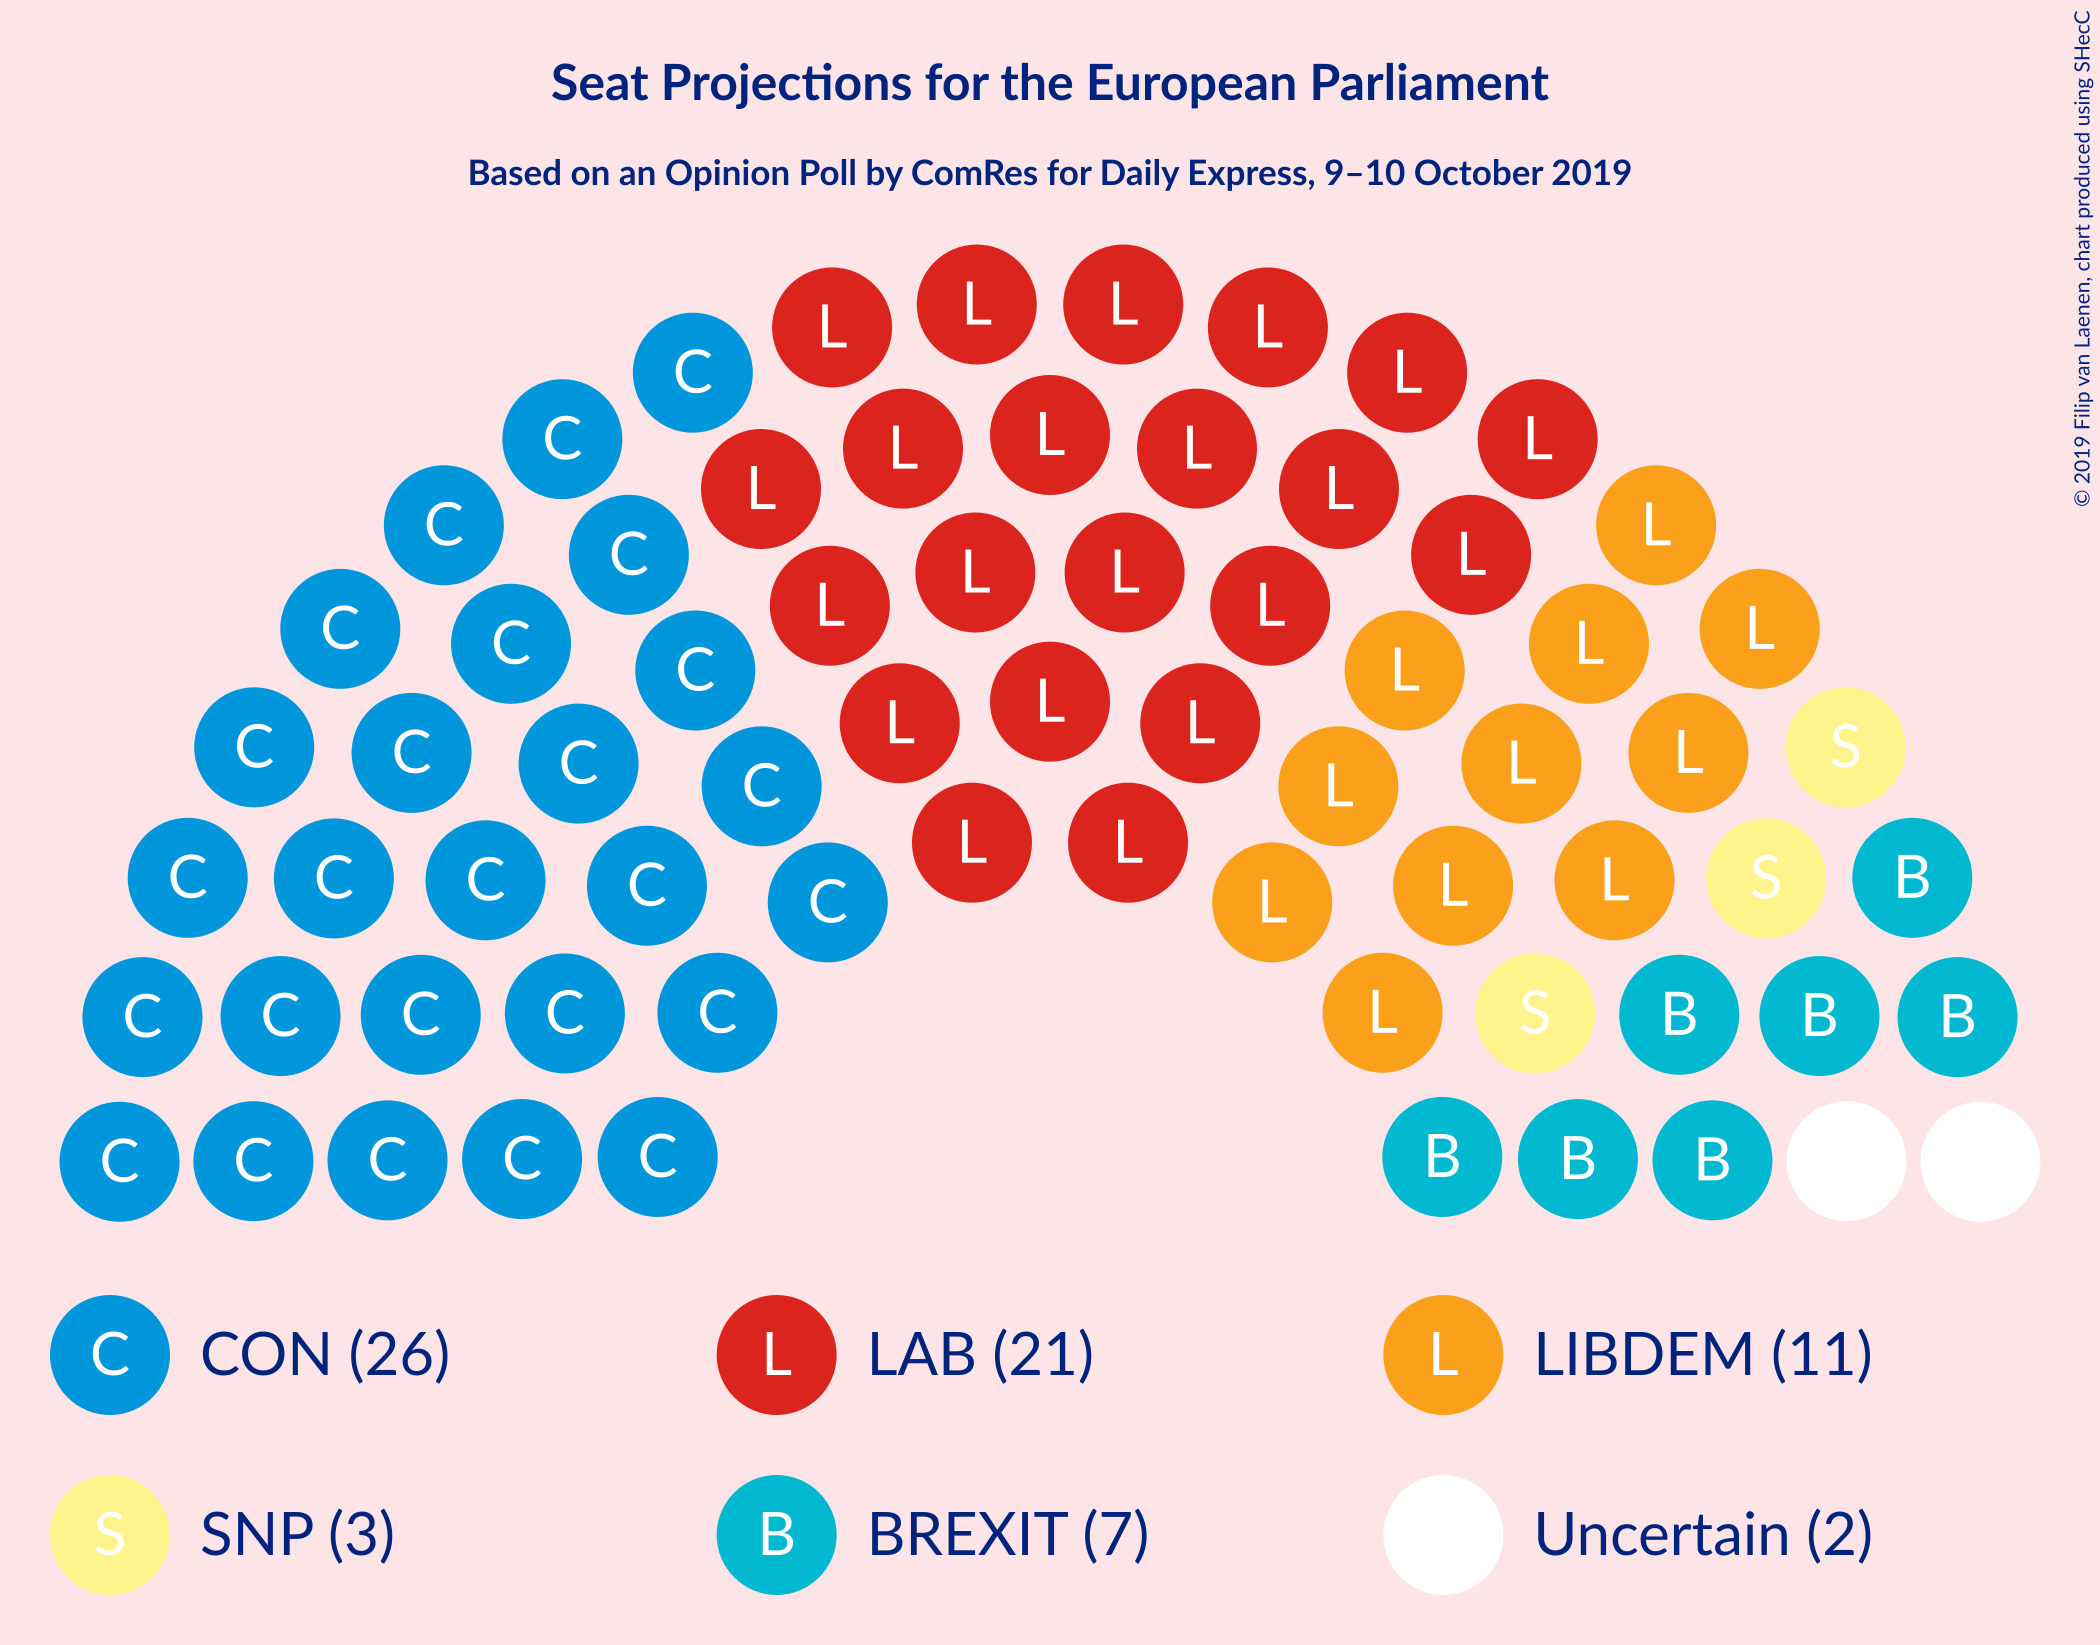 Seat Projections for the European Parliament
Based on an Opinion Poll by ComRes for Daily Express, 9–10 October 2019
© 2019 Filip van Laenen, chart produced using SHecC
L L L L
C L L L L C
C L L L L L L
C C L L L L L L
C C C L L L
C C C C L L L L S
C C C C C L L L L L S B
C C C C C L S B B B
C C C C C B B B
C CON (26)
L LAB (21)
L LIBDEM (11)
S SNP (3)
B BREXIT (7)
Uncertain (2)